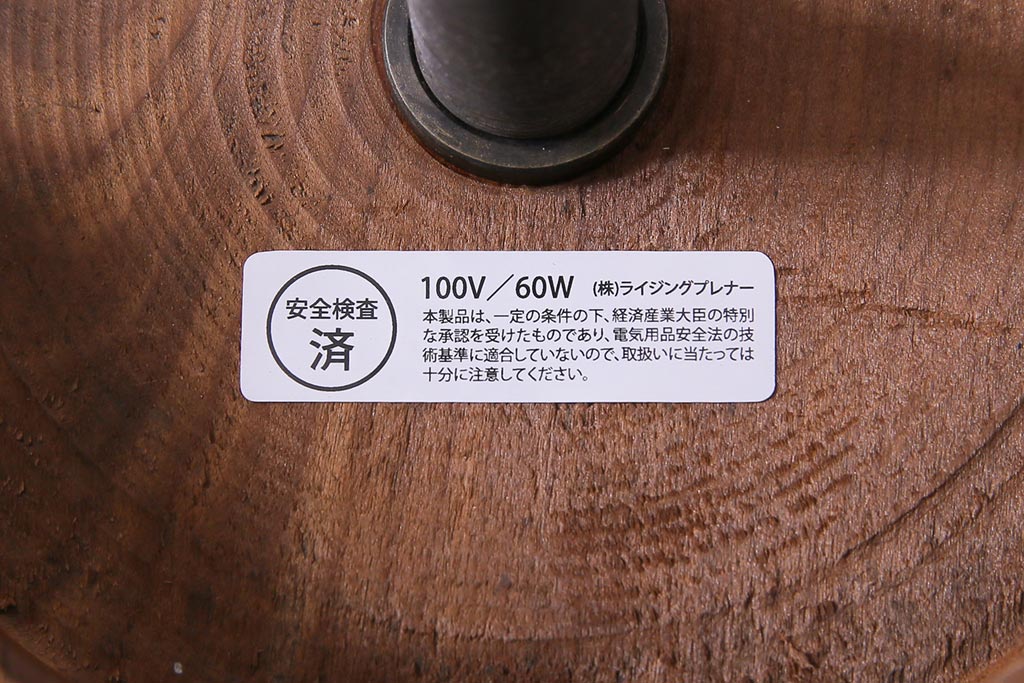 安全検査
済
100V／60W (株)ライジングプレナー
本製品は、一定の条件の下、経済産業大臣の特別
な承認を受けたものであり、電気用品安全法の技
術基準に適合していないので、取扱いに当たっては
十分に注意してください。